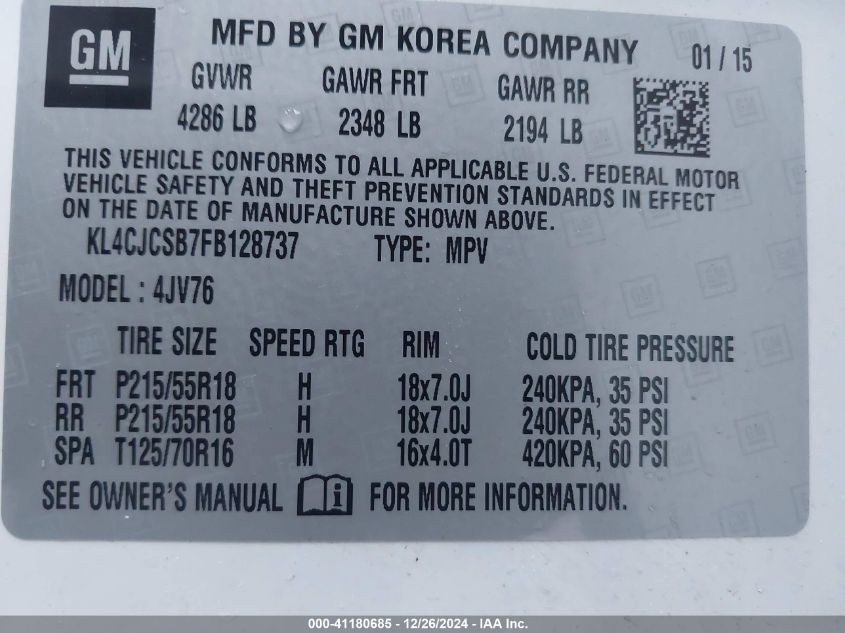 GM
MFD BY GM KOREA COMPANY 01 / 15
GVWR GAWR FRT GAWR RR
4286 LB 2348 LB 2194 LB
THIS VEHICLE CONFORMS TO ALL APPLICABLE U.S. FEDERAL MOTOR
VEHICLE SAFETY AND THEFT PREVENTION STANDARDS IN EFFECT
ON THE DATE OF MANUFACTURE SHOWN ABOVE.
KL4CJCSB7FB128737 TYPE: MPV
MODEL : 4JV76
TIRE SIZE SPEED RTG RIM COLD TIRE PRESSURE
FRT P215/55R18 H 18x7.0J 240KPA, 35 PSI
RR P215/55R18 H 18x7.0J 240KPA, 35 PSI
SPA T125/70R16 M 16x4.0T 420KPA, 60 PSI
SEE OWNER'S MANUAL i FOR MORE INFORMATION.
000-41180685 - 12/26/2024 - IAA Inc.